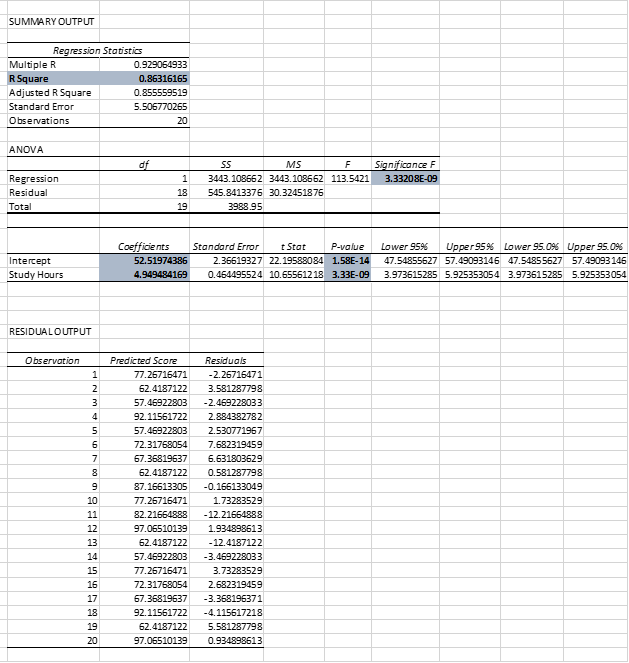 SUMMARY OUTPUT
Regression Statistics
Multiple R 0.929064933
R Square 0.86316165
Adjusted R Square 0.855559519
Standard Error 5.506770265
Observations 20
ANOVA
df SS MS F Significance F
Regression 1 3443.108662 3443.108662 113.5421 3.33208E-09
Residual 18 545.8413376 30.32451876
Total 19 3988.95
Coefficients Standard Error t Stat P-value Lower 95% Upper 95% Lower 95.0% Upper 95.0%
Intercept 52.51974386 2.36619327 22.19588084 1.58E-14 47.54855627 57.49093146 47.54855627 57.49093146
Study Hours 4.949484169 0.464495524 10.65561218 3.33E-09 3.973615285 5.925353054 3.973615285 5.925353054
RESIDUAL OUTPUT
Observation Predicted Score Residuals
1 77.26716471 -2.26716471
2 62.4187122 3.581287798
3 57.46922803 -2.469228033
4 92.11561722 2.884382782
5 57.46922803 2.530771967
6 72.31768054 7.682319459
7 67.36819637 6.631803629
8 62.4187122 0.581287798
9 87.16613305 -0.166133049
10 77.26716471 1.73283529
11 82.21664888 -12.21664888
12 97.06510139 1.934898613
13 62.4187122 -12.4187122
14 57.46922803 -3.469228033
15 77.26716471 3.73283529
16 72.31768054 2.682319459
17 67.36819637 -3.368196371
18 92.11561722 -4.115617218
19 62.4187122 5.581287798
20 97.06510139 0.934898613